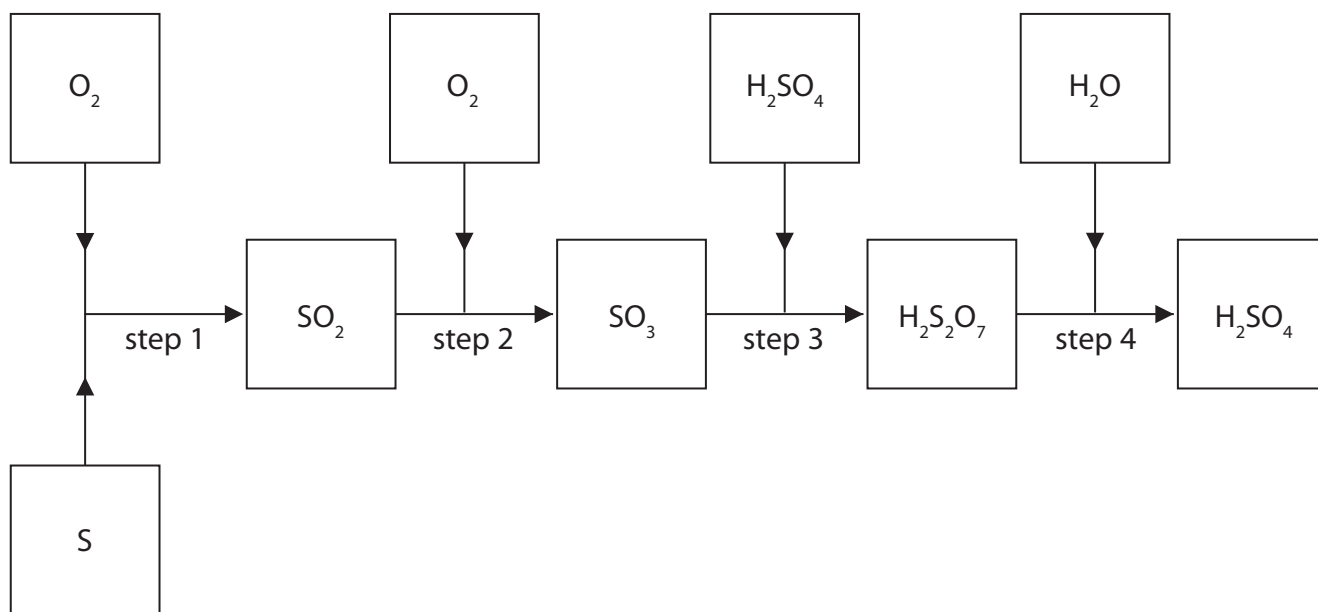 O₂
O₂
H₂SO₄
H₂O
SO₂
SO₃
H₂S₂O₇
H₂SO₄
step 1
step 2
step 3
step 4
S